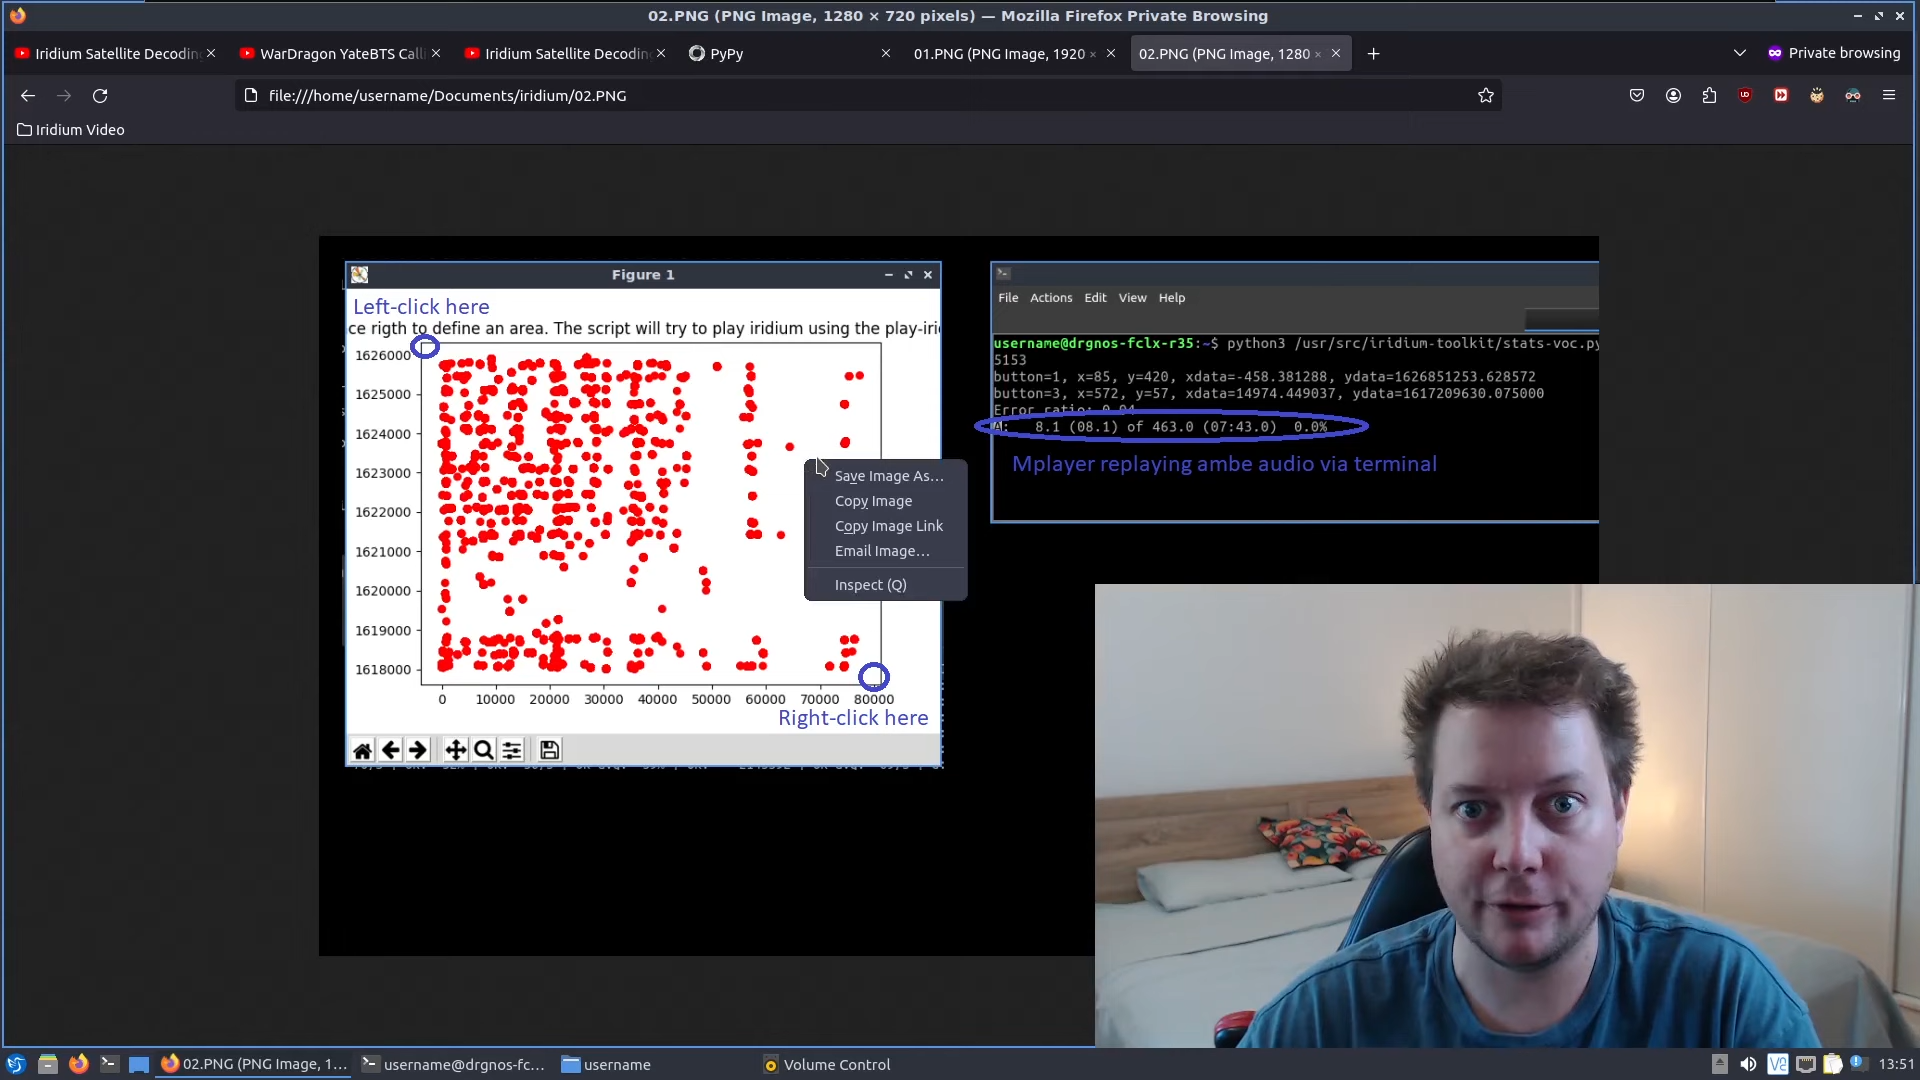 02.PNG (PNG Image, 1280 × 720 pixels) — Mozilla Firefox Private Browsing
Iridium Satellite Decoding
WarDragon YateBTS Calli
Iridium Satellite Decoding
PyPy
01.PNG (PNG Image, 1920 ×
02.PNG (PNG Image, 1280 ×
Private browsing
file:///home/username/Documents/iridium/02.PNG
Iridium Video
Figure 1
Left-click here
ce rigth to define an area. The script will try to play iridium using the play-iri
1626000
1625000
1624000
1623000
1622000
1621000
1620000
1619000
1618000
0 10000 20000 30000 40000 50000 60000 70000 80000
Right-click here
Save Image As…
Copy Image
Copy Image Link
Email Image…
Inspect (Q)
File Actions Edit View Help
username@drgnos-fclx-r35:~$ python3 /usr/src/iridium-toolkit/stats-voc.py
5153
button=1, x=85, y=420, xdata=-458.381288, ydata=1626851253.628572
button=3, x=572, y=57, xdata=14974.449037, ydata=1617209630.075000
Error ratio: 0.04
A: 8.1 (08.1) of 463.0 (07:43.0) 0.0%
Mplayer replaying ambe audio via terminal
02.PNG (PNG Image, 1...
username@drgnos-fc...
username
Volume Control
13:51